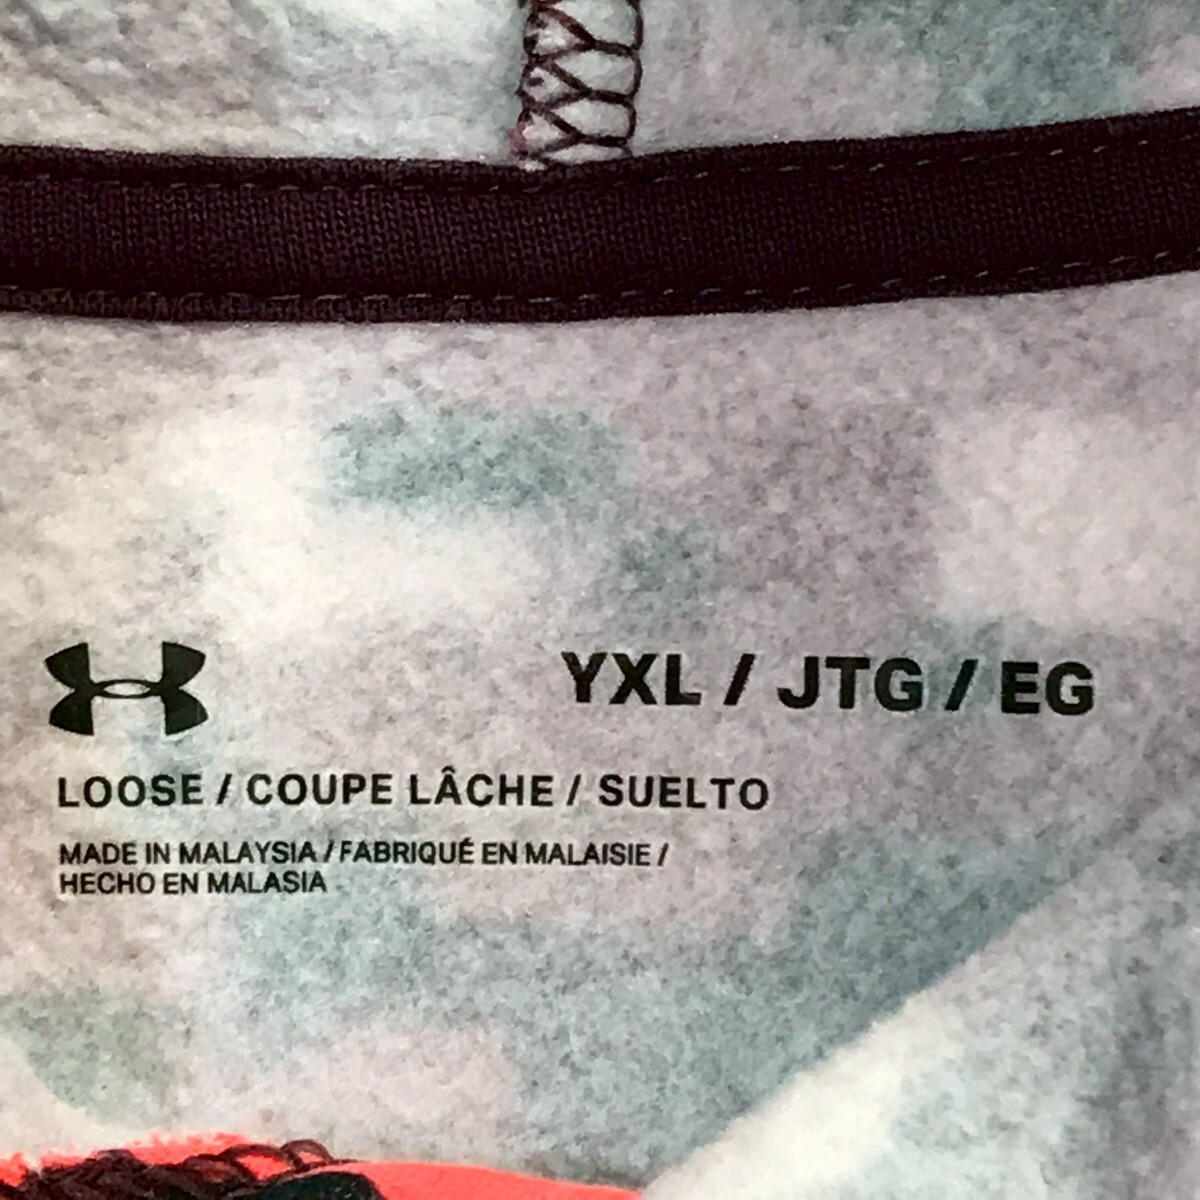 YXL / JTG / EG
LOOSE / COUPE LÂCHE / SUELTO
MADE IN MALAYSIA / FABRIQUÉ EN MALAISIE /
HECHO EN MALASIA